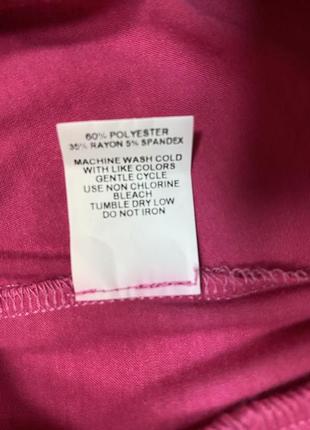 60% POLYESTER
35% RAYON 5% SPANDEX
MACHINE WASH COLD
WITH LIKE COLORS
GENTLE CYCLE
USE NON CHLORINE
BLEACH
TUMBLE DRY LOW
DO NOT IRON